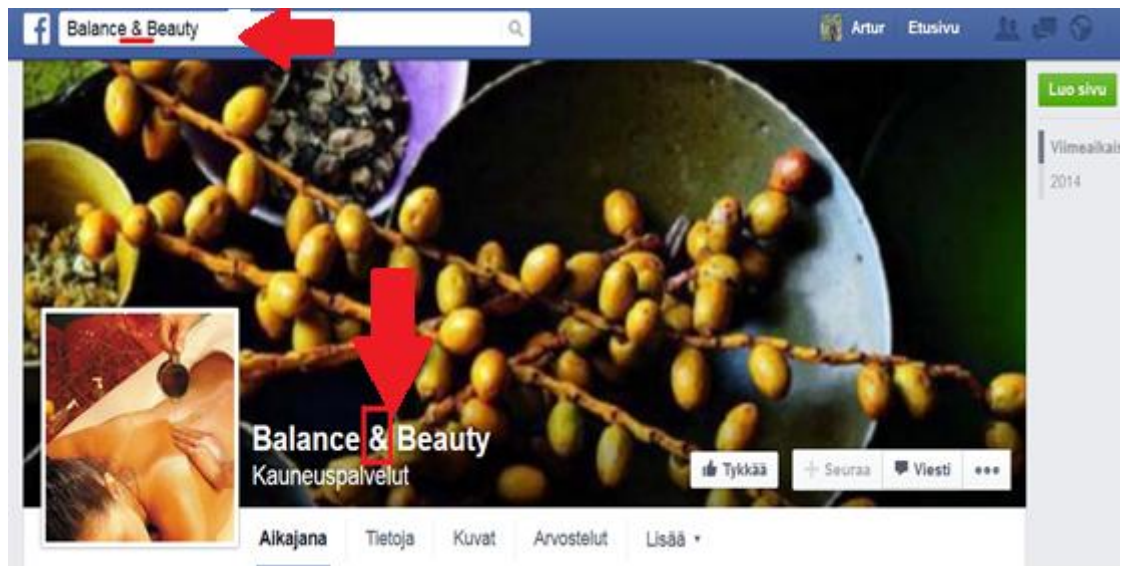 f Balance & Beauty
Artur Etusivu
Luo sivu
Viimeaikais
2014
Balance & Beauty
Kauneuspalvelut
Tykkää + Seuraa Viesti
Aikajana Tietoja Kuvat Arvostelut Lisää